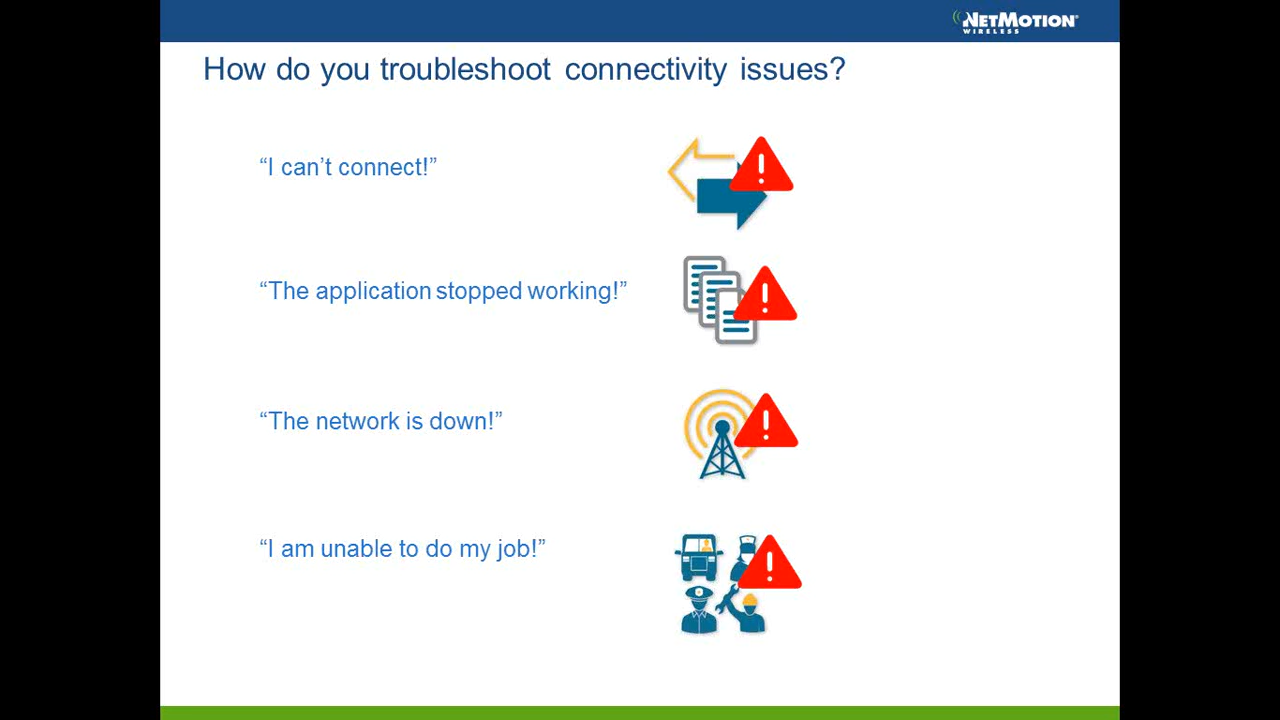 NETMOTION®
WIRELESS
How do you troubleshoot connectivity issues?
“I can’t connect!”
“The application stopped working!”
“The network is down!”
“I am unable to do my job!”